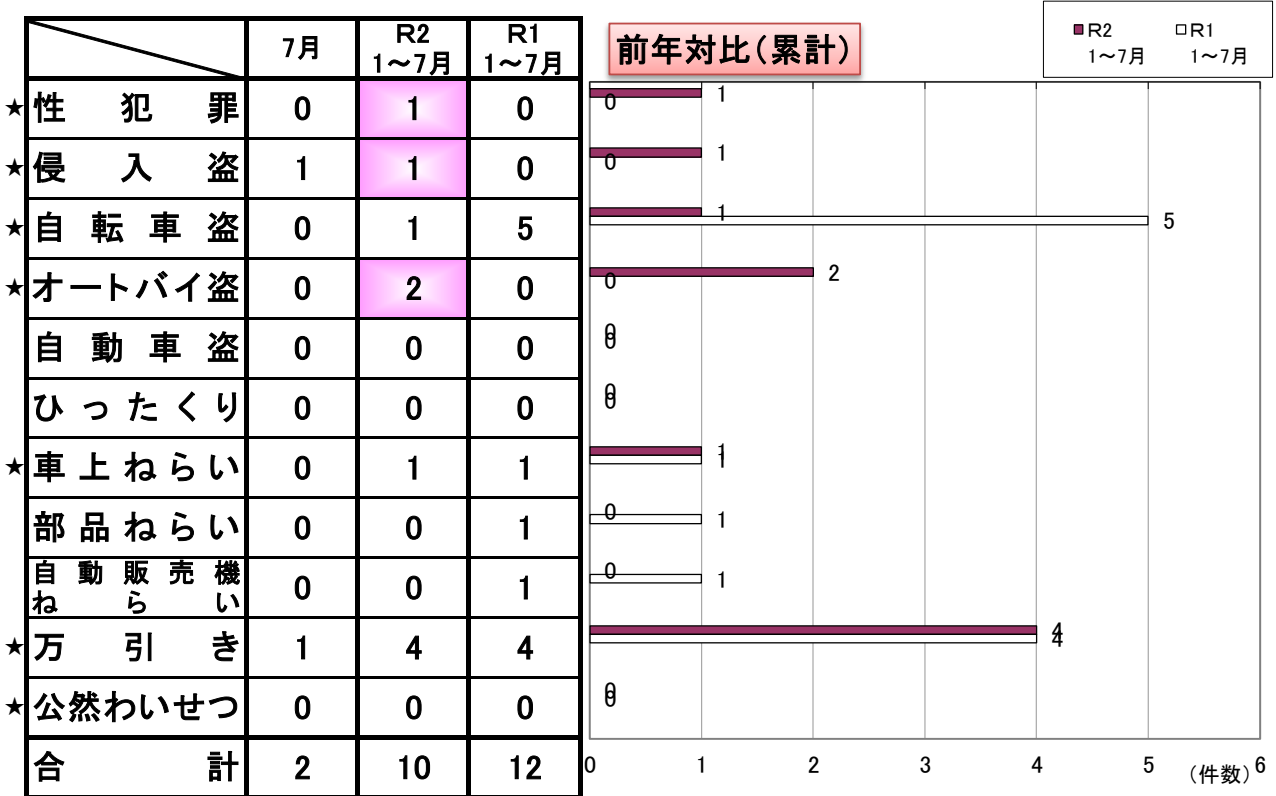 7月 R2 1～7月 R1 1～7月
★性犯罪 0 1 0
★侵入盗 1 1 0
★自転車盗 0 1 5
★オートバイ盗 0 2 0
自動車盗 0 0 0
ひったくり 0 0 0
★車上ねらい 0 1 1
部品ねらい 0 0 1
自動販売機ねらい 0 0 1
★万引き 1 4 4
★公然わいせつ 0 0 0
合計 2 10 12
前年対比（累計）
R2 1～7月
R1 1～7月
1
0
1
0
1
5
2
0
0
0
0
0
1
1
0
1
0
1
4
4
0
0
0 1 2 3 4 5 6
（件数）